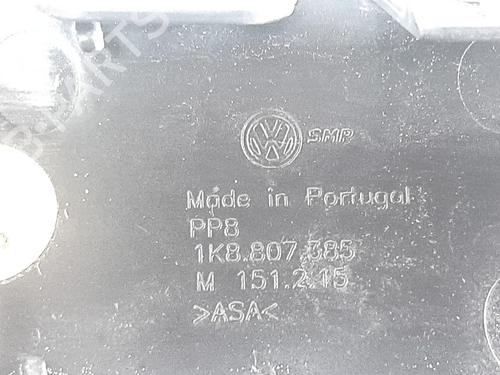 SMP
Made in Portugal
PP8
1K8.807.385
M 151.2.15
>ASA<